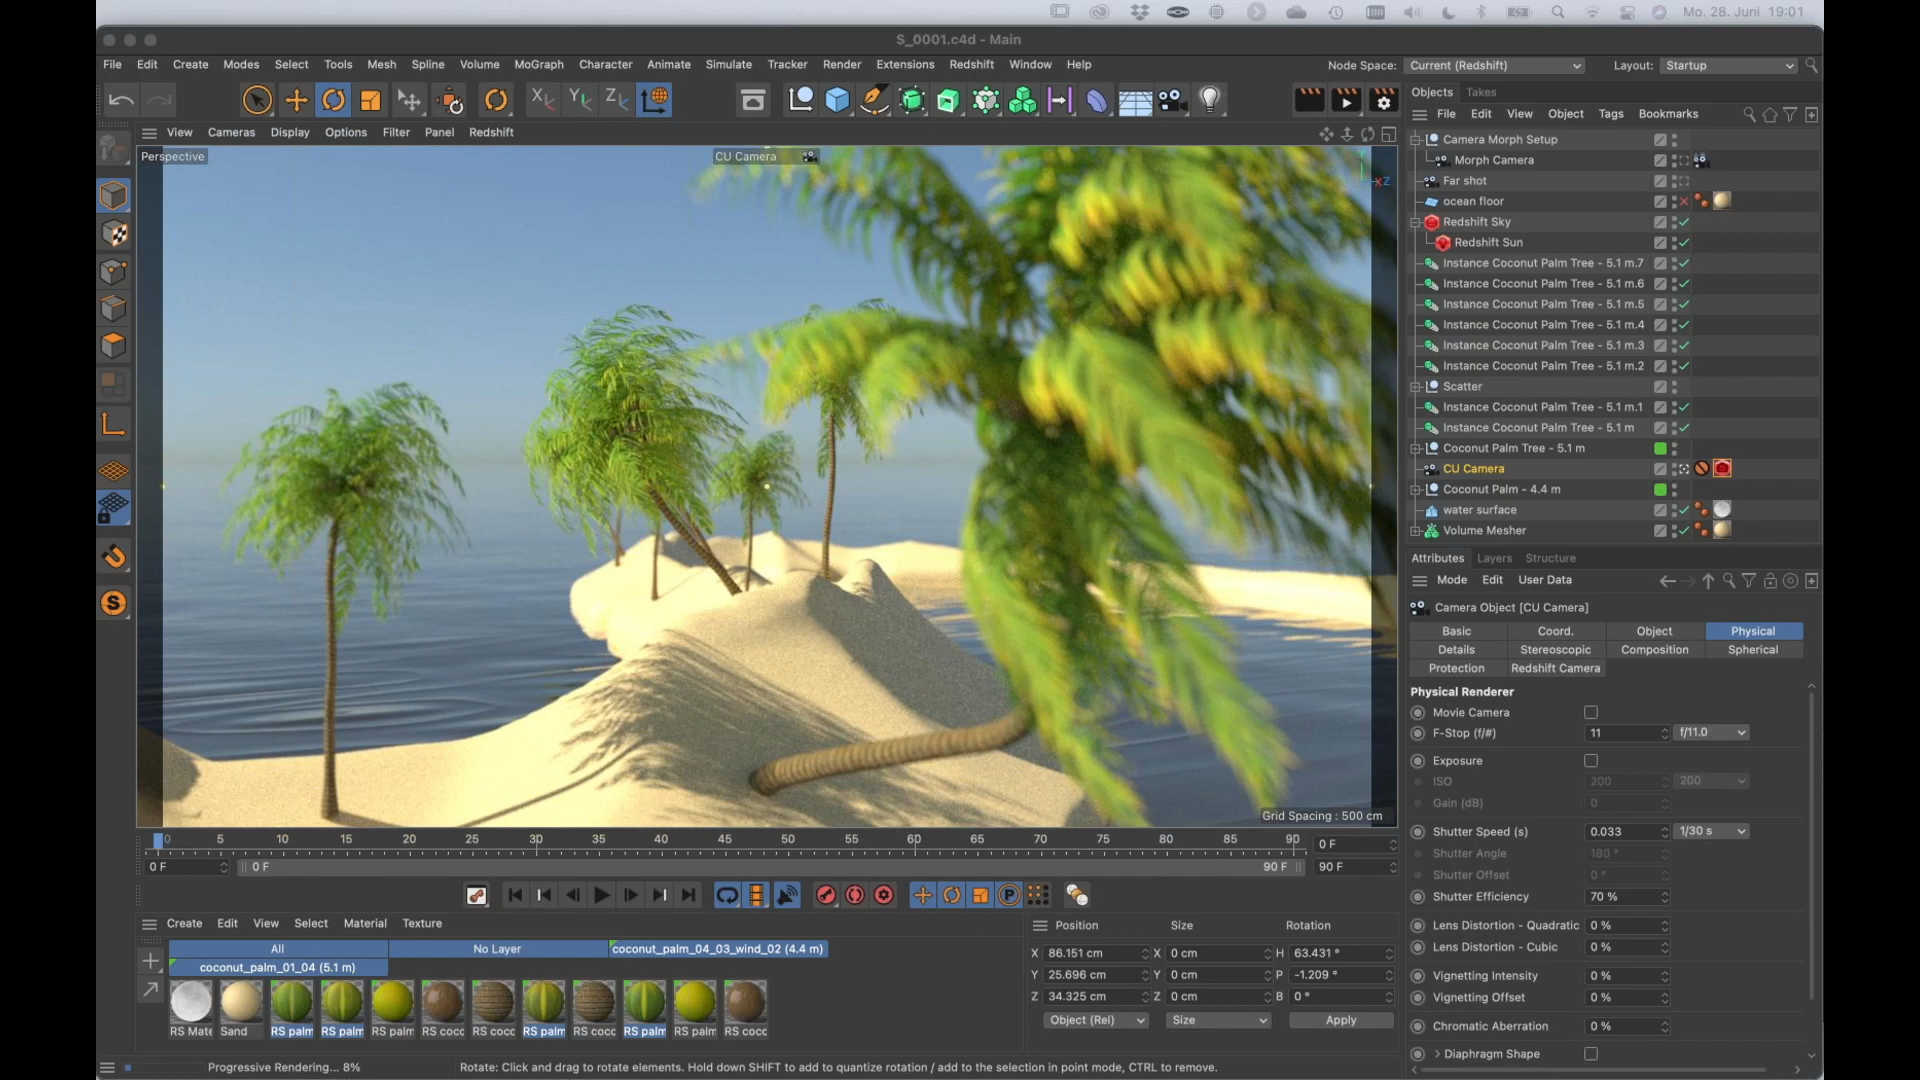 Mo. 28. Juni 19:01
S_0001.c4d - Main
File Edit Create Modes Select Tools Mesh Spline Volume MoGraph Character Animate Simulate Tracker Render Extensions Redshift Window Help
Node Space: Current (Redshift) Layout: Startup
X Y Z
Objects Takes
File Edit View Object Tags Bookmarks
View Cameras Display Options Filter Panel Redshift
Perspective
CU Camera
XZ
Camera Morph Setup
Morph Camera
Far shot
ocean floor
Redshift Sky
Redshift Sun
Instance Coconut Palm Tree - 5.1 m.7
Instance Coconut Palm Tree - 5.1 m.6
Instance Coconut Palm Tree - 5.1 m.5
Instance Coconut Palm Tree - 5.1 m.4
Instance Coconut Palm Tree - 5.1 m.3
Instance Coconut Palm Tree - 5.1 m.2
Scatter
Instance Coconut Palm Tree - 5.1 m.1
Instance Coconut Palm Tree - 5.1 m
Coconut Palm Tree - 5.1 m
CU Camera
Coconut Palm - 4.4 m
water surface
Volume Mesher
Attributes Layers Structure
Mode Edit User Data
Camera Object [CU Camera]
Basic Coord. Object Physical
Details Stereoscopic Composition Spherical
Protection Redshift Camera
Physical Renderer
Movie Camera
F-Stop (f/#) 11 f/11.0
Exposure
ISO 200 200
Gain (dB) 0
Shutter Speed (s) 0.033 1/30 s
Shutter Angle 180 °
Shutter Offset 0 °
Shutter Efficiency 70 %
Lens Distortion - Quadratic 0 %
Lens Distortion - Cubic 0 %
Vignetting Intensity 0 %
Vignetting Offset 0 %
Chromatic Aberration 0 %
Diaphragm Shape
Grid Spacing : 500 cm
0 5 10 15 20 25 30 35 40 45 50 55 60 65 70 75 80 85 90
0 F
0 F 0 F 90 F 90 F
P
S
Create Edit View Select Material Texture
All No Layer coconut_palm_04_03_wind_02 (4.4 m)
coconut_palm_01_04 (5.1 m)
RS Mate Sand RS palm RS palm RS palm RS coco RS coco RS palm RS coco RS palm RS palm RS coco
Position Size Rotation
X 86.151 cm X 0 cm H 63.431 °
Y 25.696 cm Y 0 cm P -1.209 °
Z 34.325 cm Z 0 cm B 0 °
Object (Rel) Size Apply
Progressive Rendering... 8% Rotate: Click and drag to rotate elements. Hold down SHIFT to add to quantize rotation / add to the selection in point mode, CTRL to remove.